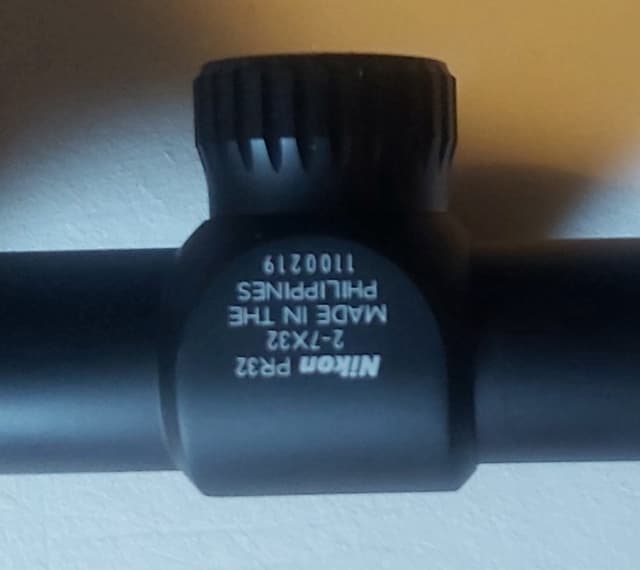 Nikon PR32
2-7X32
MADE IN THE
PHILIPPINES
1100219